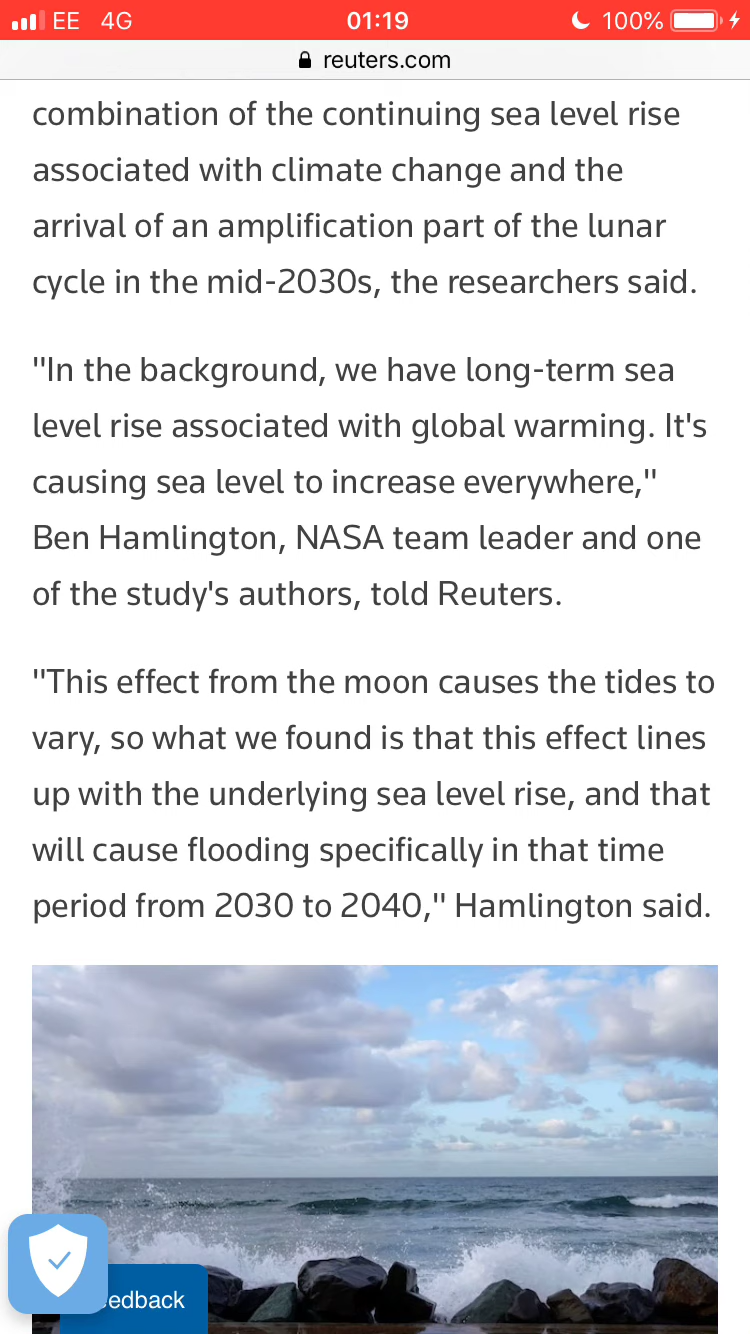 EE 4G 01:19 100%
reuters.com
combination of the continuing sea level rise
associated with climate change and the
arrival of an amplification part of the lunar
cycle in the mid-2030s, the researchers said.
"In the background, we have long-term sea
level rise associated with global warming. It's
causing sea level to increase everywhere,"
Ben Hamlington, NASA team leader and one
of the study's authors, told Reuters.
"This effect from the moon causes the tides to
vary, so what we found is that this effect lines
up with the underlying sea level rise, and that
will cause flooding specifically in that time
period from 2030 to 2040," Hamlington said.
edback